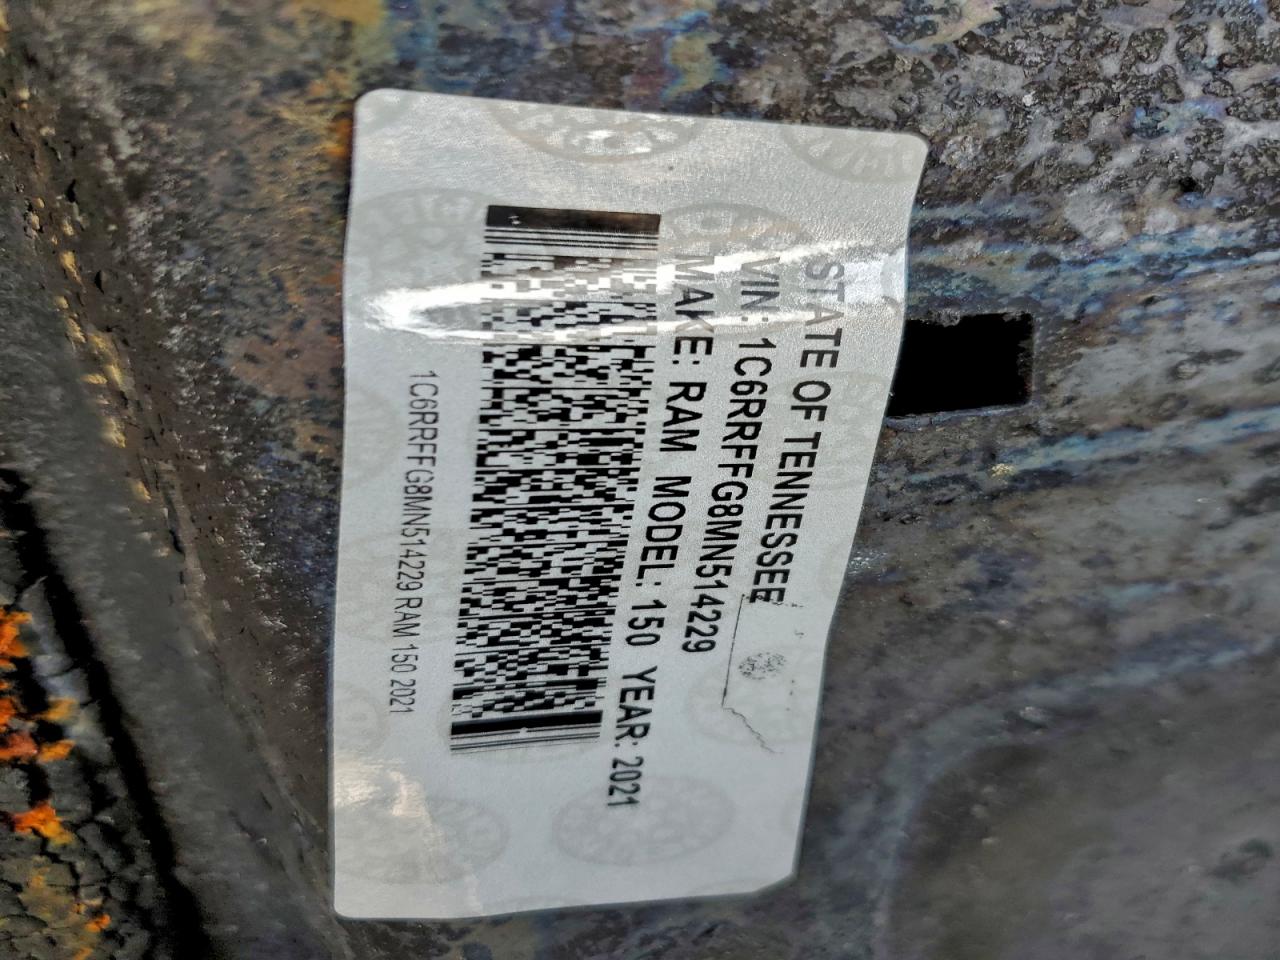 STATE OF TENNESSEE
VIN: 1C6RRFFG8MN514229
MAKE: RAM MODEL: 150 YEAR: 2021
1C6RRFFG8MN514229 RAM 150 2021